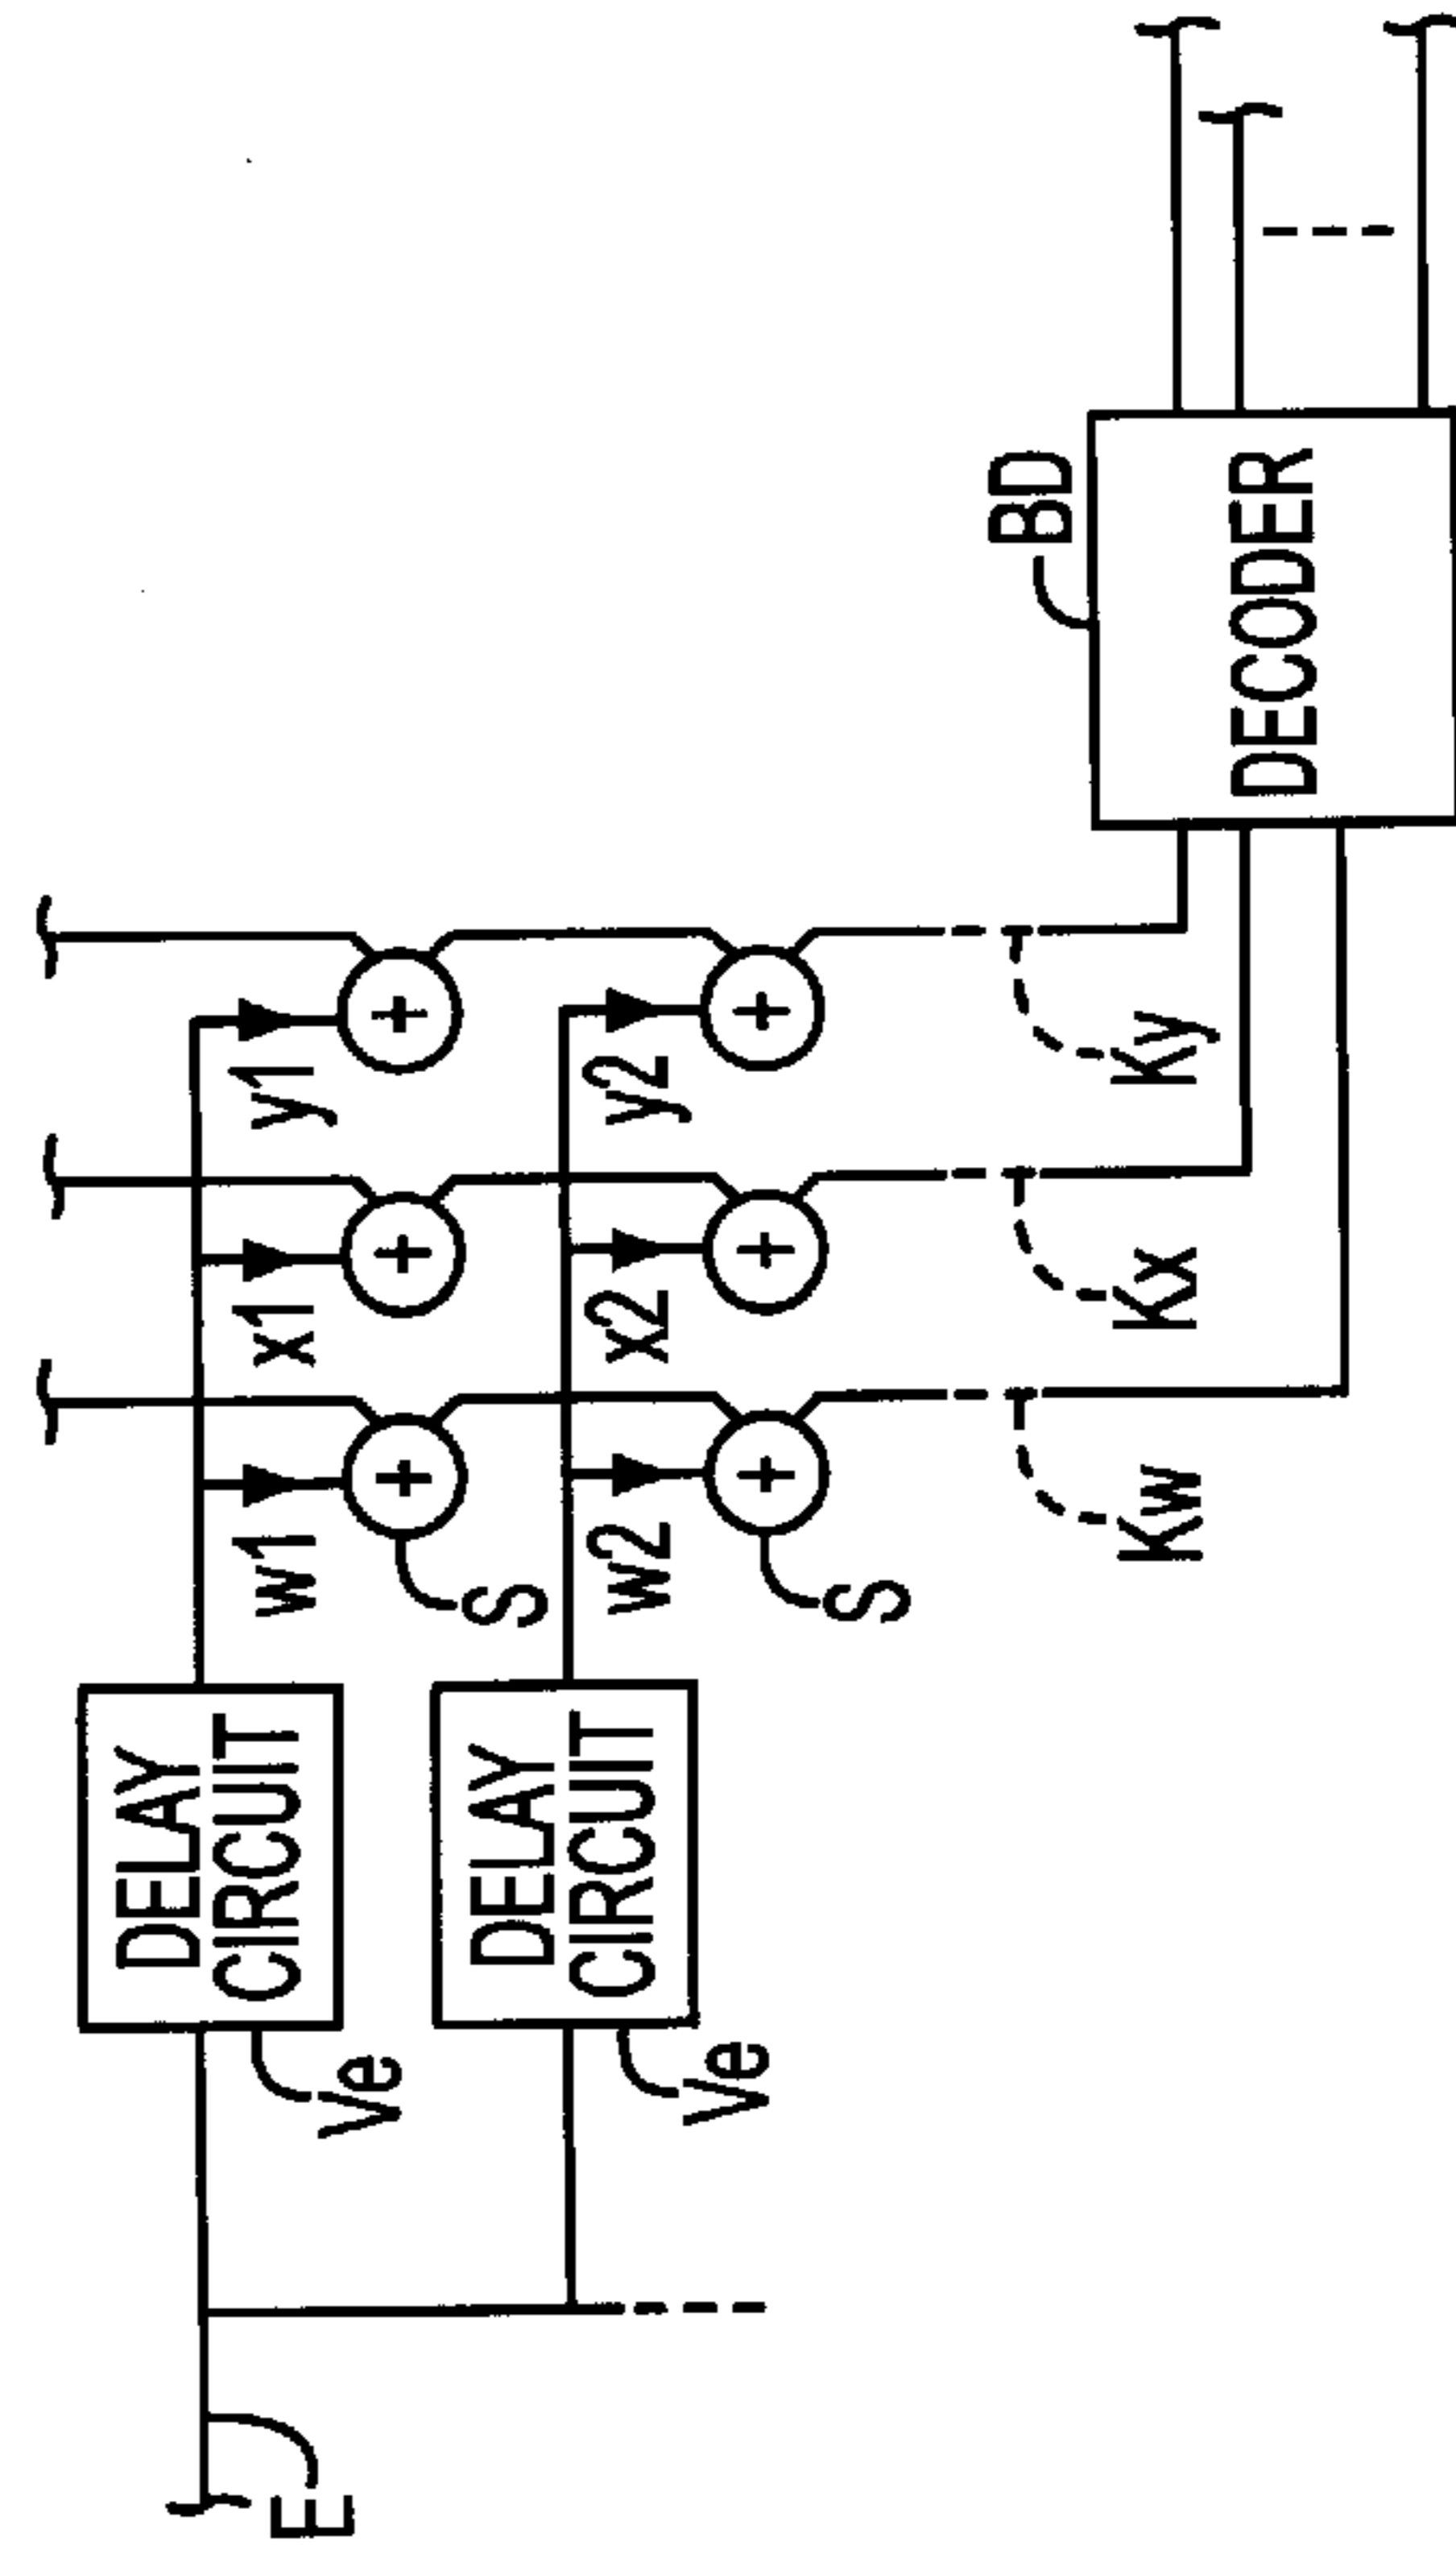 E
Ve
DELAY
CIRCUIT
w1
x1
y1
S
Ve
DELAY
CIRCUIT
w2
x2
y2
S
Kw
Kx
Ky
BD
DECODER